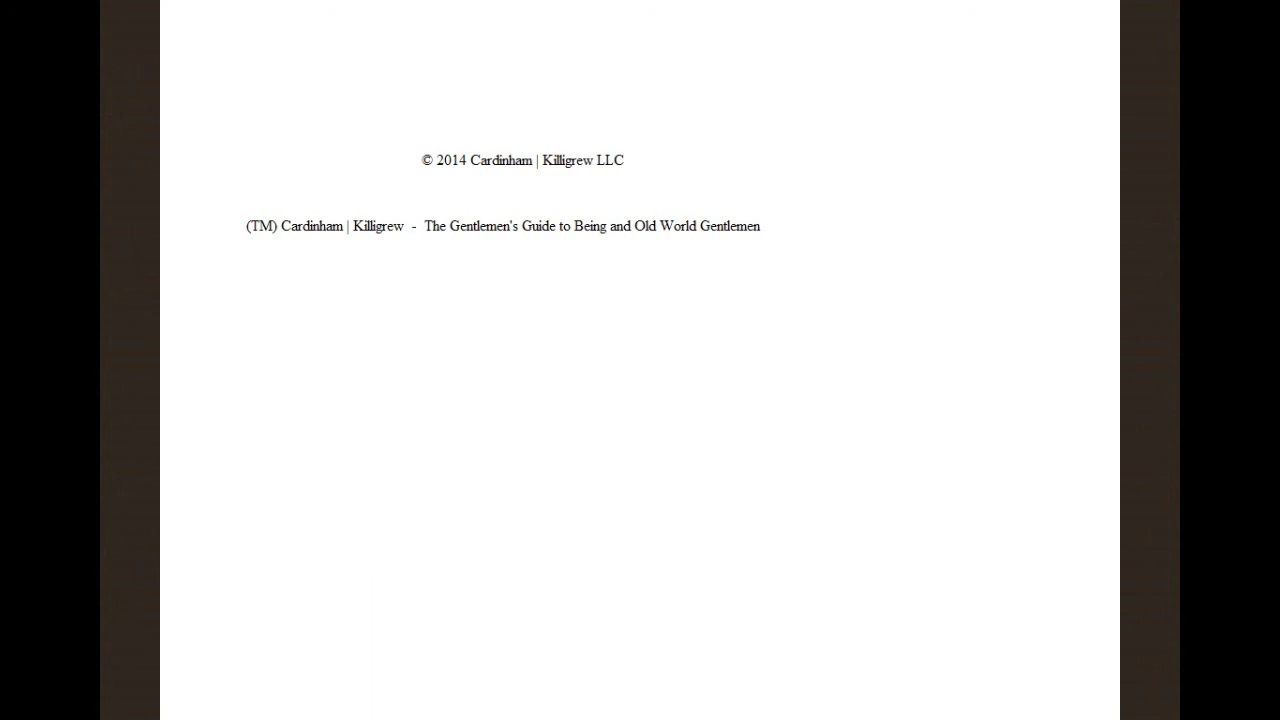 © 2014 Cardinham | Killigrew LLC
(TM) Cardinham | Killigrew - The Gentlemen's Guide to Being and Old World Gentlemen